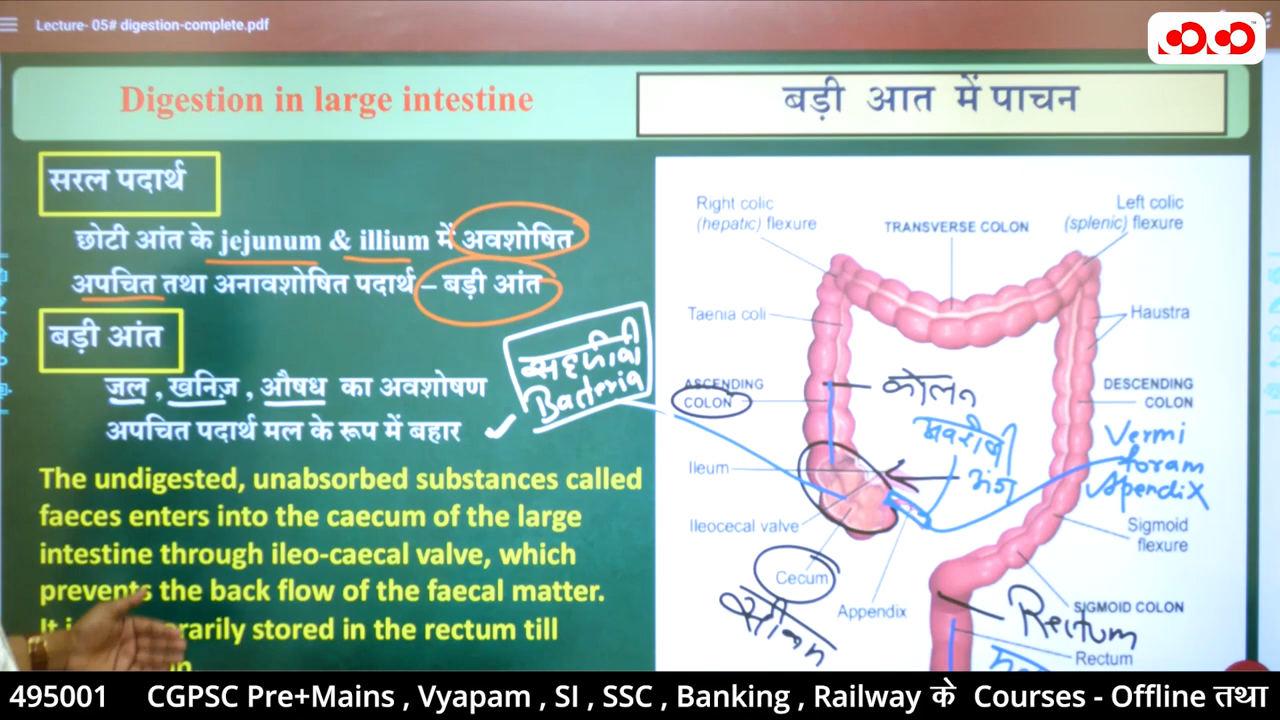 Lecture- 05# digestion-complete.pdf
Digestion in large intestine
बड़ी आत में पाचन
सरल पदार्थ
छोटी आंत के jejunum & illium में अवशोषित
अपचित तथा अनावशोषित पदार्थ – बड़ी आंत
बड़ी आंत
जल , खनिज़ , औषध का अवशोषण
अपचित पदार्थ मल के रूप में बहार
सहजीवी
Bacteria
The undigested, unabsorbed substances called
faeces enters into the caecum of the large
intestine through ileo-caecal valve, which
prevents the back flow of the faecal matter.
rarily stored in the rectum till
Right colic
(hepatic) flexure
TRANSVERSE COLON
Left colic
(splenic) flexure
Taenia coli
Haustra
ASCENDING
COLON
कोलन
DESCENDING
COLON
Vermi
foram
Apendix
अंग
Ileum
Ileocecal valve
Sigmoid
flexure
Cecum
Appendix
SIGMOID COLON
Rectum
Rectum
495001 CGPSC Pre+Mains , Vyapam , SI , SSC , Banking , Railway के Courses - Offline तथा